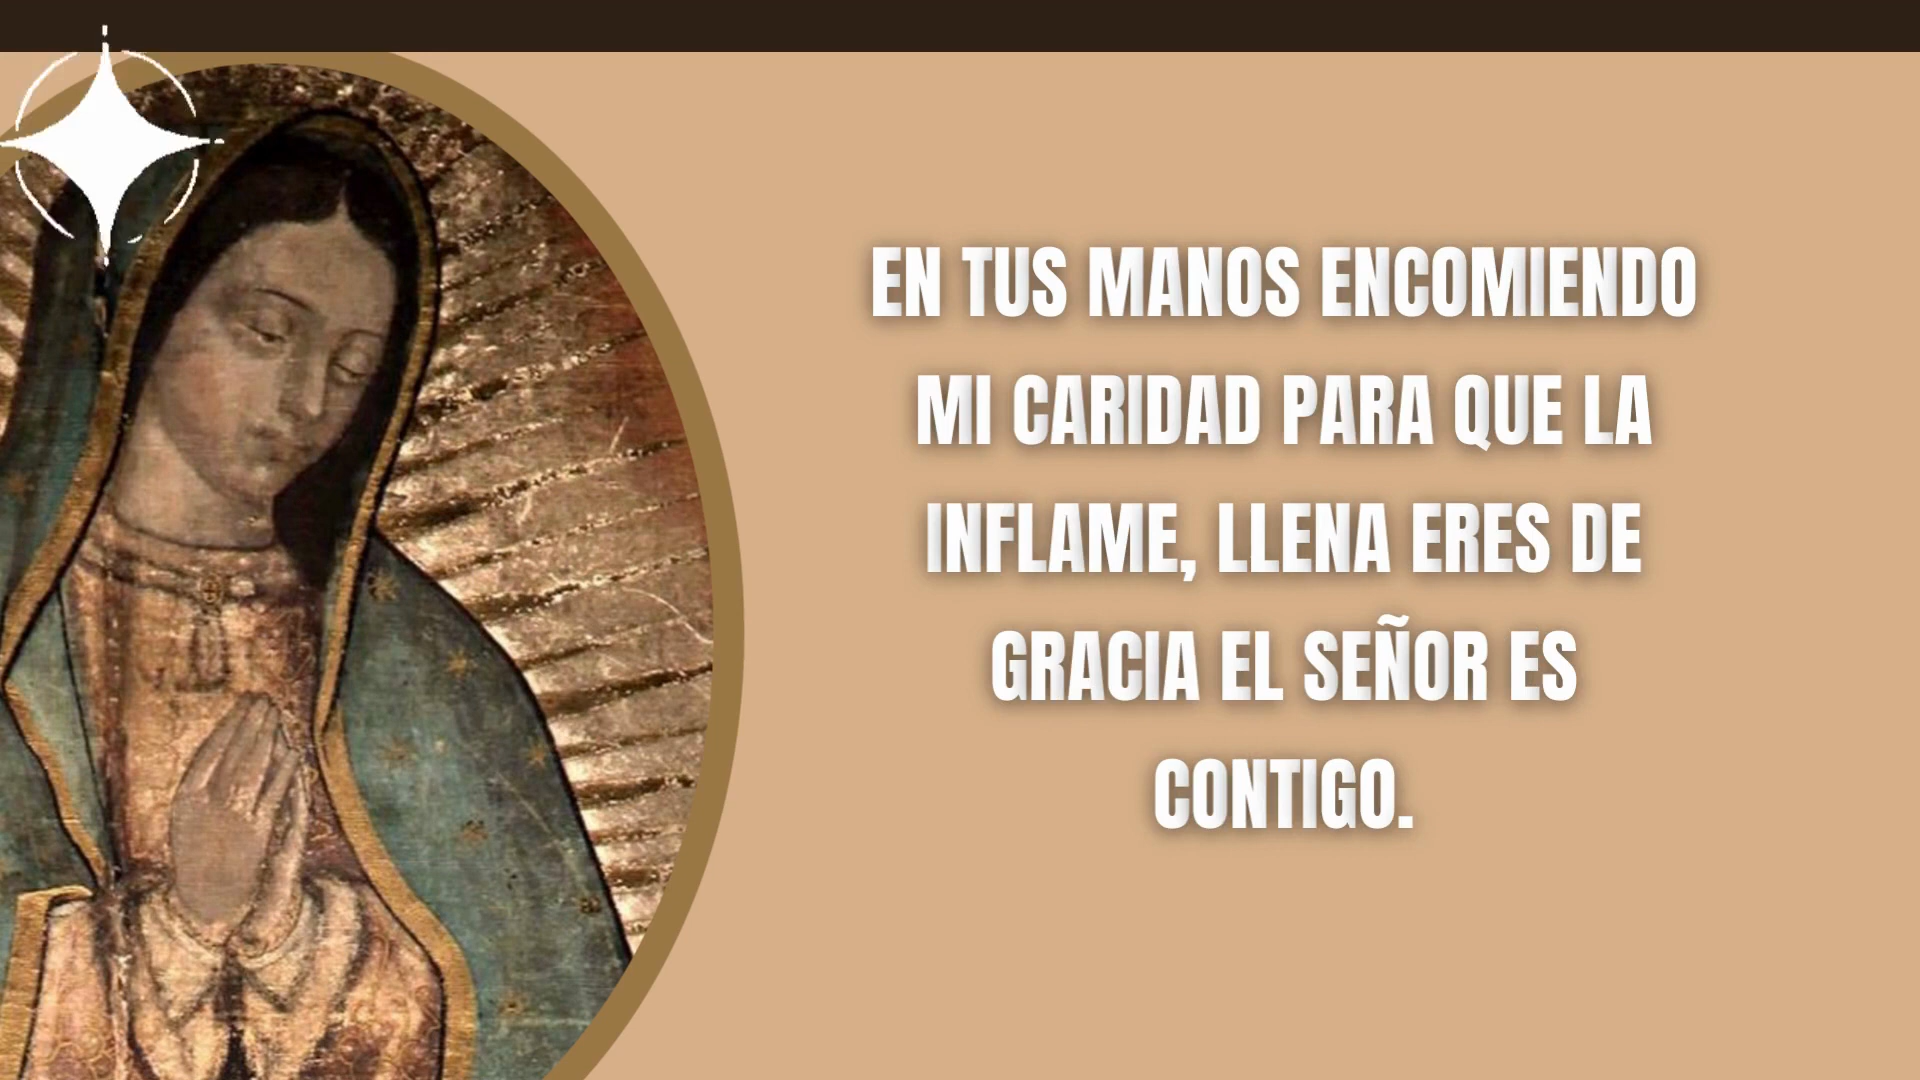 EN TUS MANOS ENCOMIENDO
MI CARIDAD PARA QUE LA
INFLAME, LLENA ERES DE
GRACIA EL SEÑOR ES
CONTIGO.